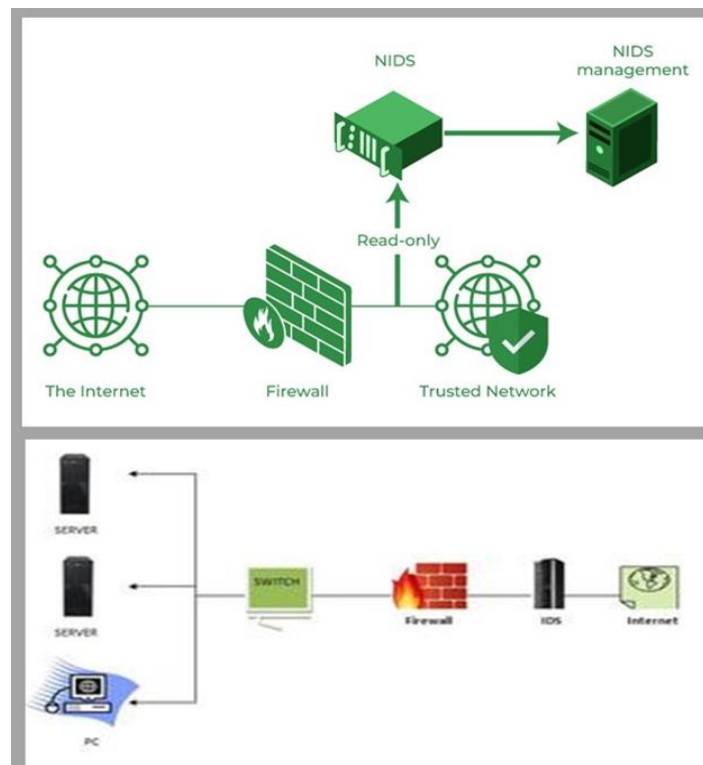 NIDS
NIDS
management
Read-only
The Internet
Firewall
Trusted Network
SERVER
SWITCH
SERVER
Firewall
IDS
Internet
PC